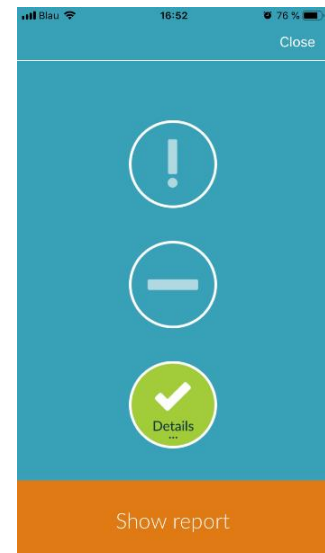 Blau 16:52 76 %
Close
Details
...
Show report